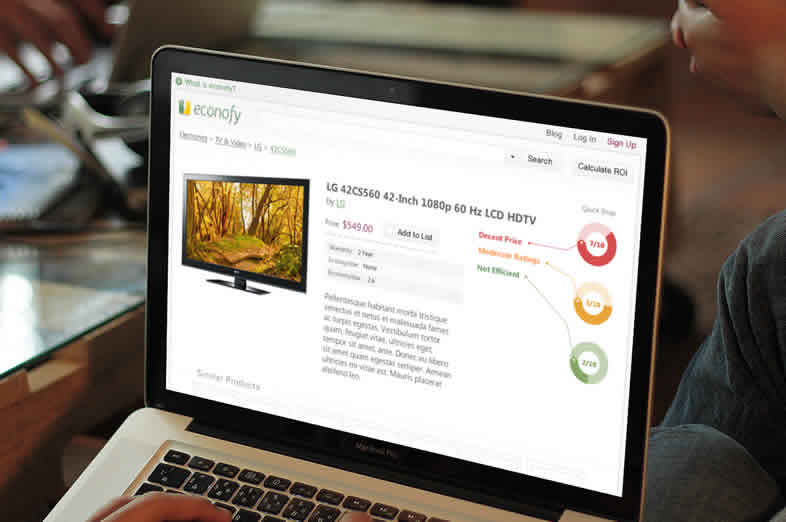 What is econofy?
econofy
Blog Log In Sign Up
Electronics > TV & Video > LG > 42CS560
Search Calculate ROI
LG 42CS560 42-Inch 1080p 60 Hz LCD HDTV
by LG
Price: $549.00 Add to List
Warranty: 2 Year
EnergyStar: None
Quick Snap
Decent Price 7/10
Moderate Ratings 5/10
Not Efficient 2/10
Pellentesque habitant morbi tristique
senectus et netus et malesuada fames
ac turpis egestas. Vestibulum tortor
quam, feugiat vitae, ultricies eget,
tempor sit amet, ante. Donec eu libero
sit amet quam egestas semper. Aenean
ultricies mi vitae est. Mauris placerat
eleifend leo.
Similar Products
MacBook Pro